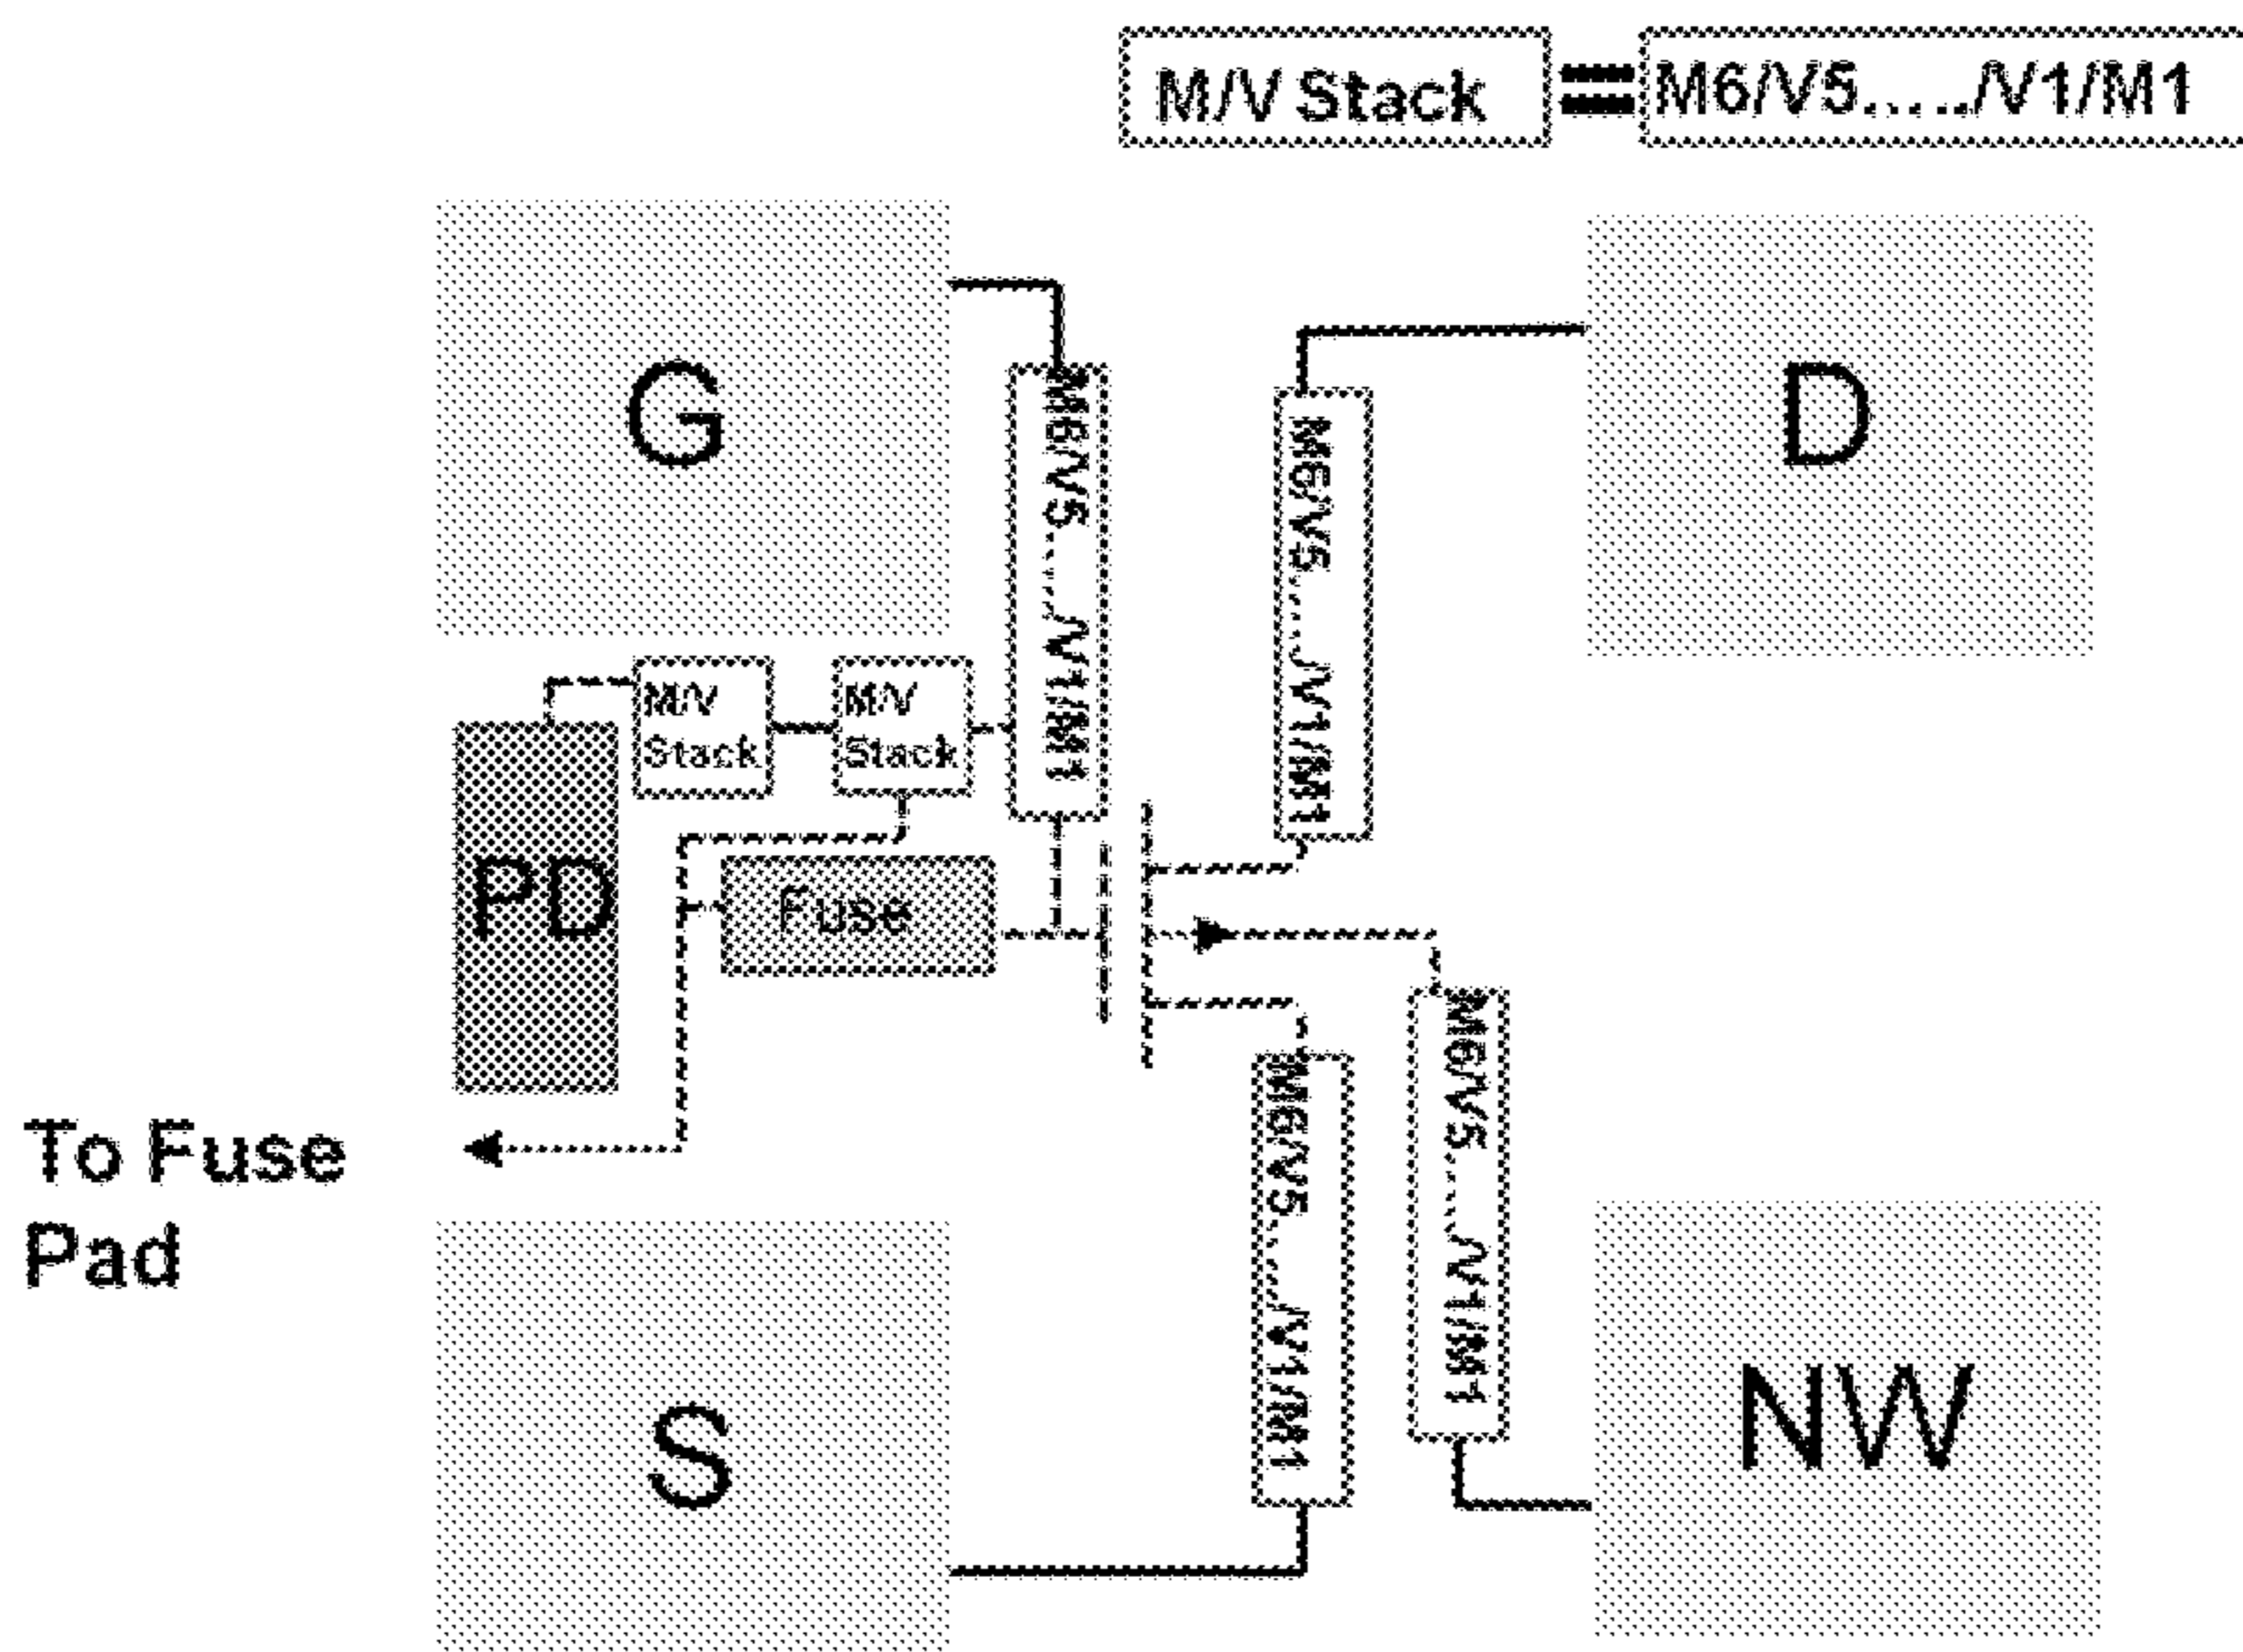 M/V Stack = M6/V5...../V1/M1
G
D
M6/V5...../V1/M1
M6/V5...../V1/M1
M/V
Stack
M/V
Stack
PD
Fuse
M6/V5...../V1/M1
M6/V5...../V1/M1
To Fuse
Pad
S
NW